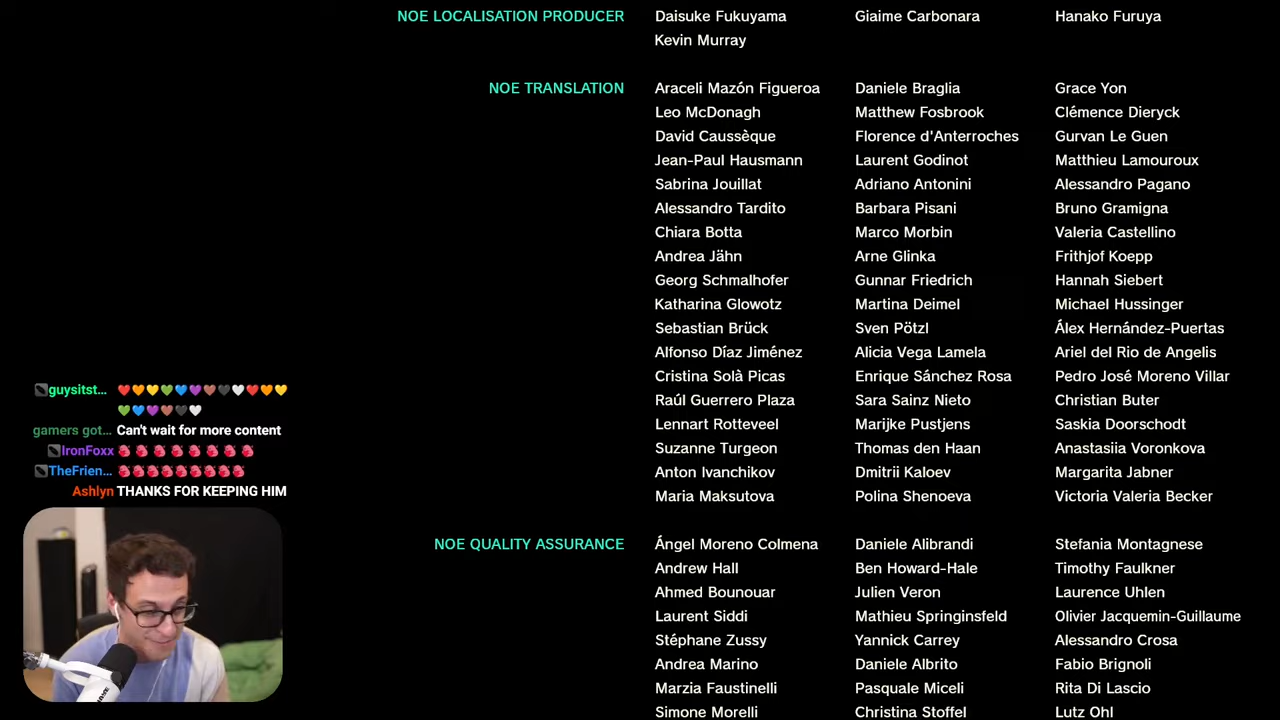 NOE LOCALISATION PRODUCER Daisuke Fukuyama Giaime Carbonara Hanako Furuya
Kevin Murray
NOE TRANSLATION Araceli Mazón Figueroa Daniele Braglia Grace Yon
Leo McDonagh Matthew Fosbrook Clémence Dieryck
David Caussèque Florence d'Anterroches Gurvan Le Guen
Jean-Paul Hausmann Laurent Godinot Matthieu Lamouroux
Sabrina Jouillat Adriano Antonini Alessandro Pagano
Alessandro Tardito Barbara Pisani Bruno Gramigna
Chiara Botta Marco Morbin Valeria Castellino
Andrea Jähn Arne Glinka Frithjof Koepp
Georg Schmalhofer Gunnar Friedrich Hannah Siebert
Katharina Glowotz Martina Deimel Michael Hussinger
Sebastian Brück Sven Pötzl Álex Hernández-Puertas
Alfonso Díaz Jiménez Alicia Vega Lamela Ariel del Rio de Angelis
Cristina Solà Picas Enrique Sánchez Rosa Pedro José Moreno Villar
Raúl Guerrero Plaza Sara Sainz Nieto Christian Buter
Lennart Rotteveel Marijke Pustjens Saskia Doorschodt
Suzanne Turgeon Thomas den Haan Anastasiia Voronkova
Anton Ivanchikov Dmitrii Kaloev Margarita Jabner
Maria Maksutova Polina Shenoeva Victoria Valeria Becker
NOE QUALITY ASSURANCE Ángel Moreno Colmena Daniele Alibrandi Stefania Montagnese
Andrew Hall Ben Howard-Hale Timothy Faulkner
Ahmed Bounouar Julien Veron Laurence Uhlen
Laurent Siddi Mathieu Springinsfeld Olivier Jacquemin-Guillaume
Stéphane Zussy Yannick Carrey Alessandro Crosa
Andrea Marino Daniele Albrito Fabio Brignoli
Marzia Faustinelli Pasquale Miceli Rita Di Lascio
Simone Morelli Christina Stoffel Lutz Ohl
guysitst...
gamers got... Can't wait for more content
IronFoxx
TheFrien...
Ashlyn THANKS FOR KEEPING HIM